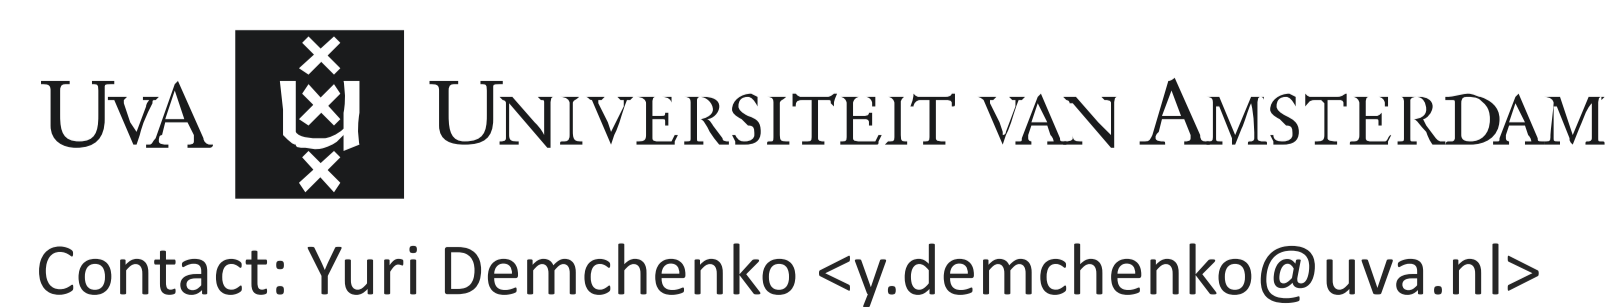 UvA Universiteit van Amsterdam
Contact: Yuri Demchenko <y.demchenko@uva.nl>